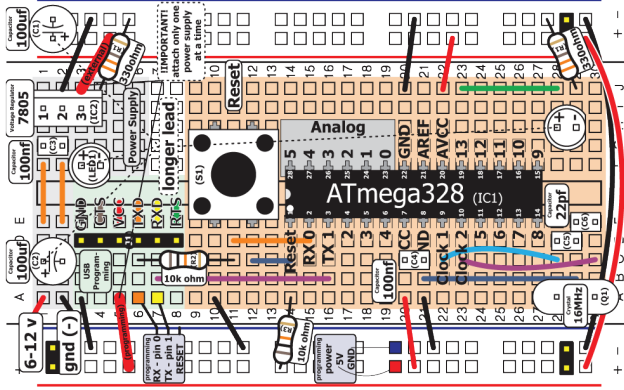 Capacitor
100uf
(C1)
(external)
(R1)
330ohm
!IMPORTANT!
attach only one
power supply
at a time
Voltage Regulator
7805
1
2
3
(IC2)
Power Supply
longer lead
Reset
Capacitor
100nf
(C3)
(LED1)
(S1)
Analog
5
4
3
2
1
0
GND
AREF
AVCC
13
12
11
10
9
ATmega328 (IC1)
Reset
RX 0
TX 1
2
3
4
VCC
GND
Clock
Clock
5
6
7
8
GND
CTS
Vcc
TXD
RXD
RTS
Capacitor
22pf
(C5)
(C6)
Capacitor
100uf
(C2)
USB
Program-
ming
(R2)
10k ohm
Capacitor
100nf
(C4)
Crystal
16MHz
(Q1)
6-12 v
gnd (-)
(programming)
programming
RX - pin 0
TX - pin 1
RESET
(R3)
10k ohm
programming
power
5V
GND
330ohm